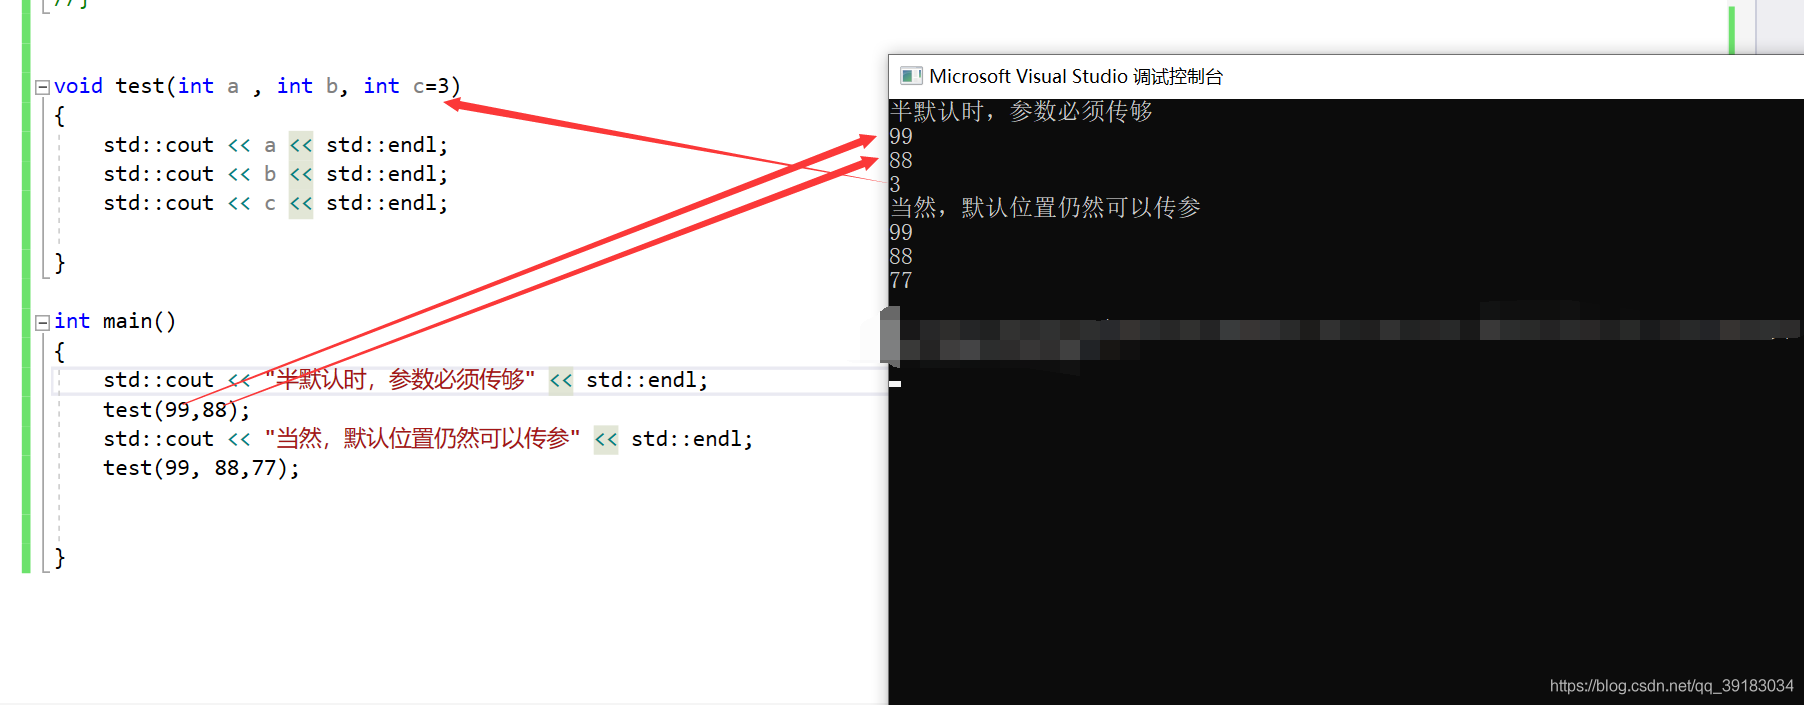 //}
void test(int a , int b, int c=3)
{
std::cout << a << std::endl;
std::cout << b << std::endl;
std::cout << c << std::endl;
}
int main()
{
std::cout << "半默认时，参数必须传够" << std::endl;
test(99,88);
std::cout << "当然，默认位置仍然可以传参" << std::endl;
test(99, 88,77);
}
Microsoft Visual Studio 调试控制台
半默认时，参数必须传够
99
88
3
当然，默认位置仍然可以传参
99
88
77
https://blog.csdn.net/qq_39183034